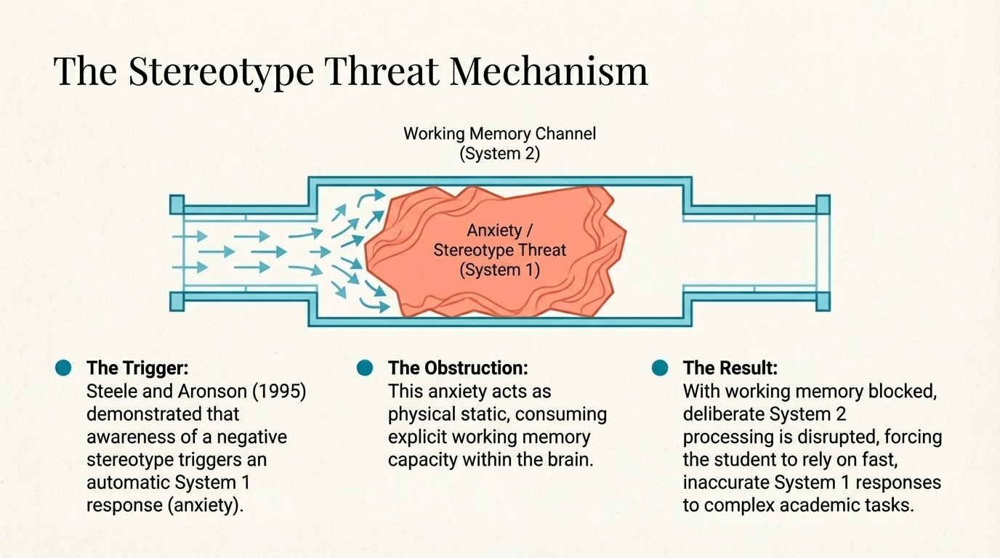 The Stereotype Threat Mechanism
Working Memory Channel
(System 2)
Anxiety /
Stereotype Threat
(System 1)
The Trigger:
Steele and Aronson (1995)
demonstrated that
awareness of a negative
stereotype triggers an
automatic System 1
response (anxiety).
The Obstruction:
This anxiety acts as
physical static, consuming
explicit working memory
capacity within the brain.
The Result:
With working memory blocked,
deliberate System 2
processing is disrupted, forcing
the student to rely on fast,
inaccurate System 1 responses
to complex academic tasks.